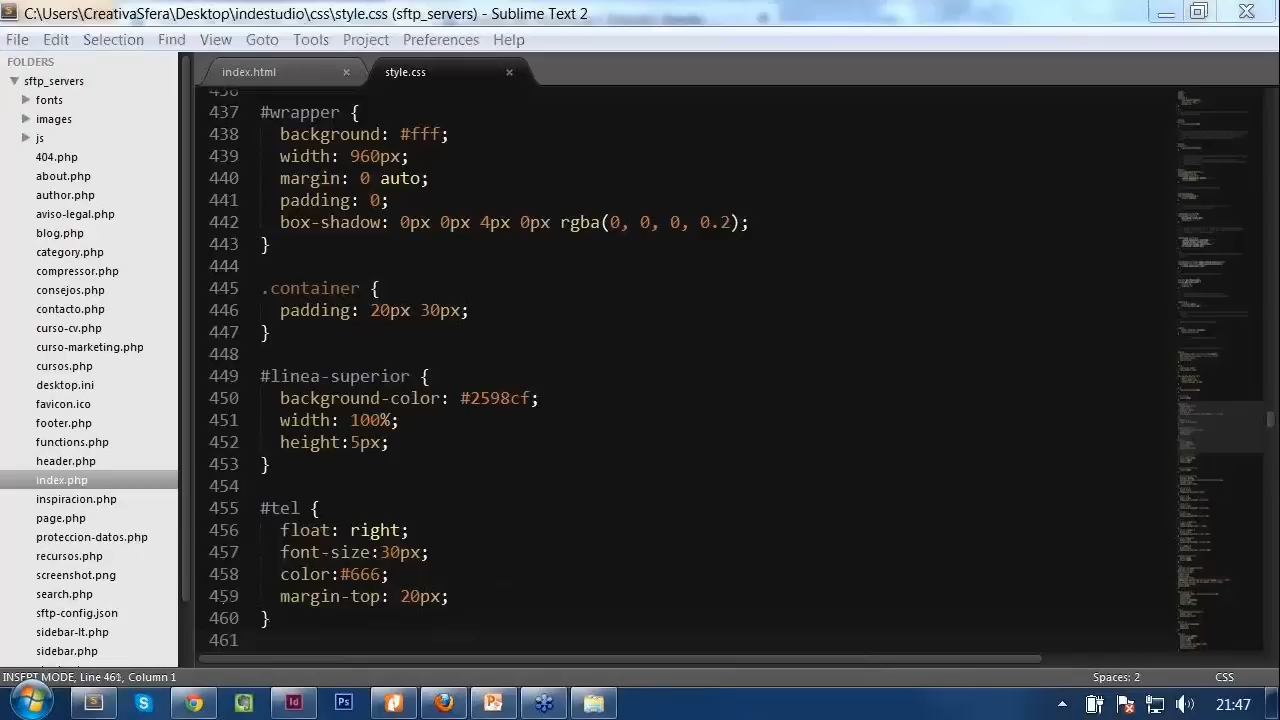 C:\Users\CreativaSfera\Desktop\indestudio\css\style.css (sftp_servers) - Sublime Text 2
File Edit Selection Find View Goto Tools Project Preferences Help
FOLDERS
sftp_servers
fonts
images
js
404.php
about.php
author.php
aviso-legal.php
blog.php
category.php
compressor.php
consejos.php
contacto.php
curso-cv.php
curso-marketing.php
cursos.php
desktop.ini
favicon.ico
footer.php
functions.php
header.php
index.php
inspiracion.php
page.php
proteccion-datos.php
recursos.php
screenshot.png
search.php
sftp-config.json
sidebar-lt.php
sidebar.php
index.html
style.css
436
437 #wrapper {
438 background: #fff;
439 width: 960px;
440 margin: 0 auto;
441 padding: 0;
442 box-shadow: 0px 0px 0px rgba(0, 0, 0, 0.2);
443 }
444
445 .container {
446 padding: 20px 30px;
447 }
448
449 #linea-superior {
450 background-color:
451 width: 100%;
452 height:5px;
453 }
454
455 #tel {
456 float: right;
457 font-size:30px;
458 color:#666;
459 margin-top: 20px;
460 }
461
INSERT MODE, Line 461, Column 1
Spaces: 2
CSS
21:47